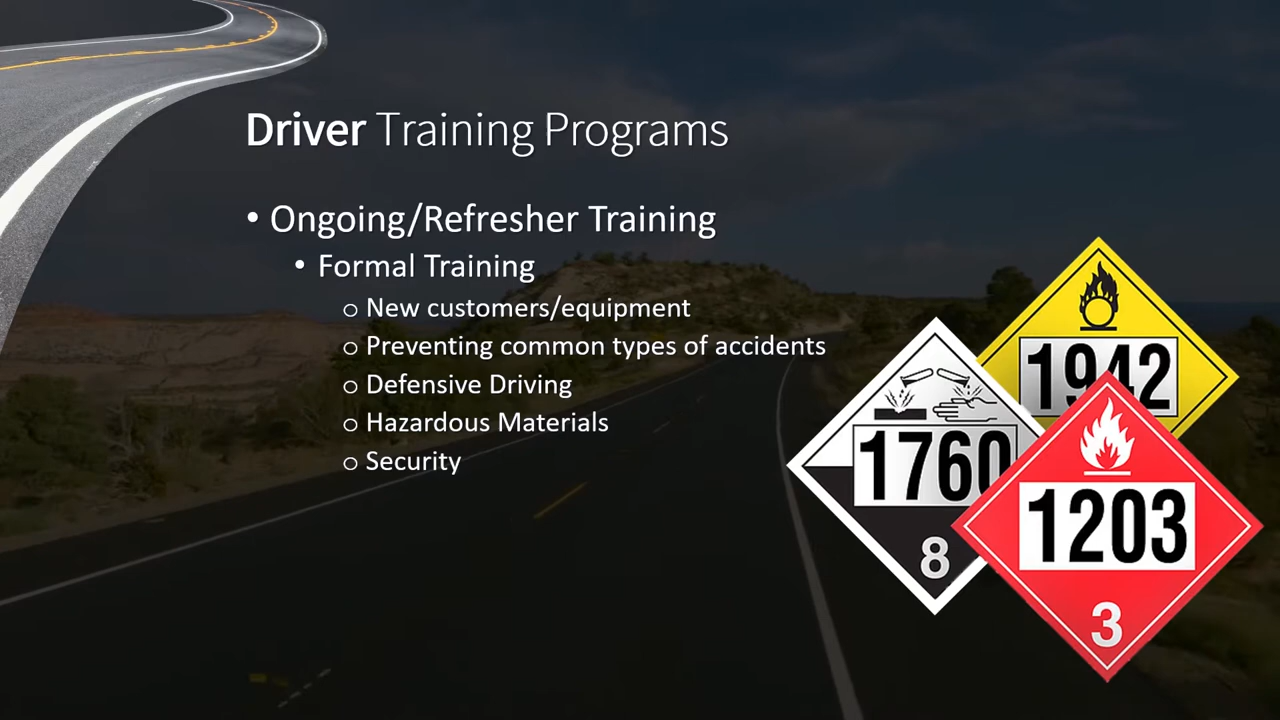 Driver Training Programs
• Ongoing/Refresher Training
• Formal Training
o New customers/equipment
o Preventing common types of accidents
o Defensive Driving
o Hazardous Materials
o Security
1942
1760
8
1203
3